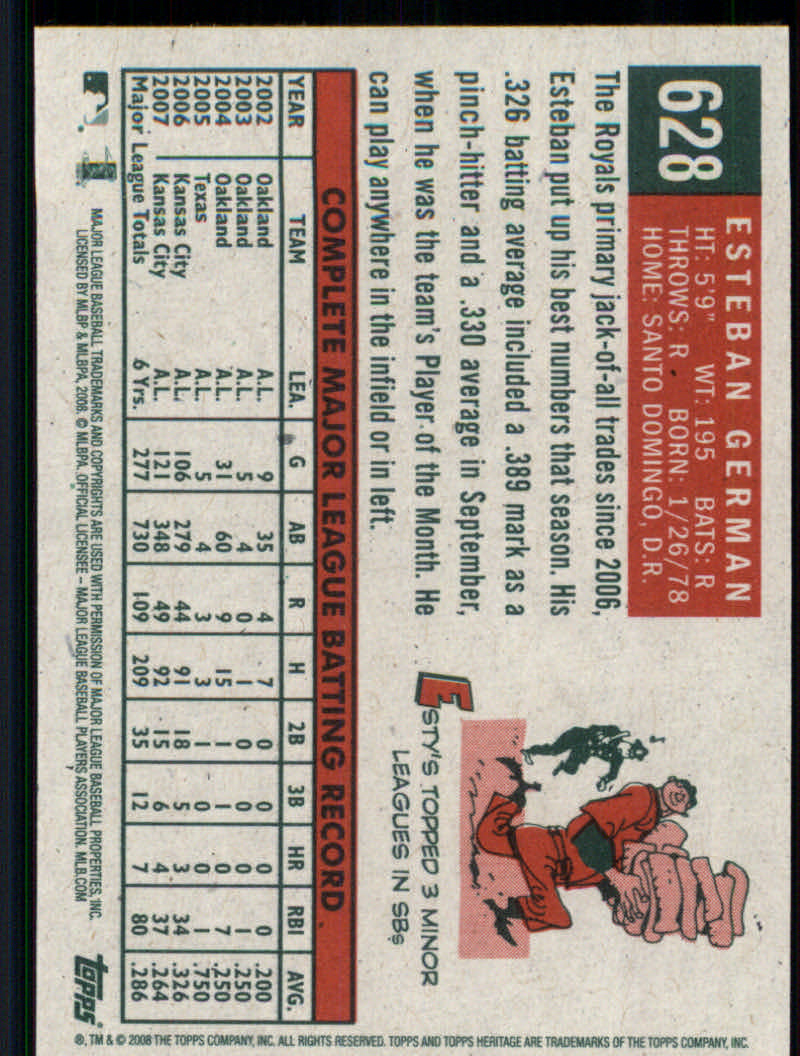 628
ESTEBAN GERMAN
HT: 5'9" WT: 195 BATS: R
THROWS: R BORN: 1/26/78
HOME: SANTO DOMINGO, D.R.
The Royals primary jack-of-all trades since 2006,
Esteban put up his best numbers that season. His
.326 batting average included a .389 mark as a
pinch-hitter and a .330 average in September,
when he was the team's Player of the Month. He
can play anywhere in the infield or in left.
ESTY'S TOPPED 3 MINOR
LEAGUES IN SBs
COMPLETE MAJOR LEAGUE BATTING RECORD
YEAR TEAM LEA. G AB R H 2B 3B HR RBI AVG.
2002 Oakland A.L. 9 35 4 7 0 0 0 0 .200
2003 Oakland A.L. 5 4 0 1 0 0 0 1 .250
2004 Oakland A.L. 31 60 9 15 1 1 0 7 .250
2005 Texas A.L. 5 4 3 3 1 0 0 1 .750
2006 Kansas City A.L. 106 279 44 91 18 5 3 34 .326
2007 Kansas City A.L. 121 348 49 92 15 6 4 37 .264
Major League Totals 6 Yrs. 277 730 109 209 35 12 7 80 .286
MAJOR LEAGUE BASEBALL TRADEMARKS AND COPYRIGHTS ARE USED WITH PERMISSION OF MAJOR LEAGUE BASEBALL PROPERTIES, INC.
LICENSED BY MLBP & MLBPA, 2008. © MLBPA. OFFICIAL LICENSEE – MAJOR LEAGUE BASEBALL PLAYERS ASSOCIATION. MLB.COM
topps
®, TM & © 2008 THE TOPPS COMPANY, INC. ALL RIGHTS RESERVED. TOPPS AND TOPPS HERITAGE ARE TRADEMARKS OF THE TOPPS COMPANY, INC.